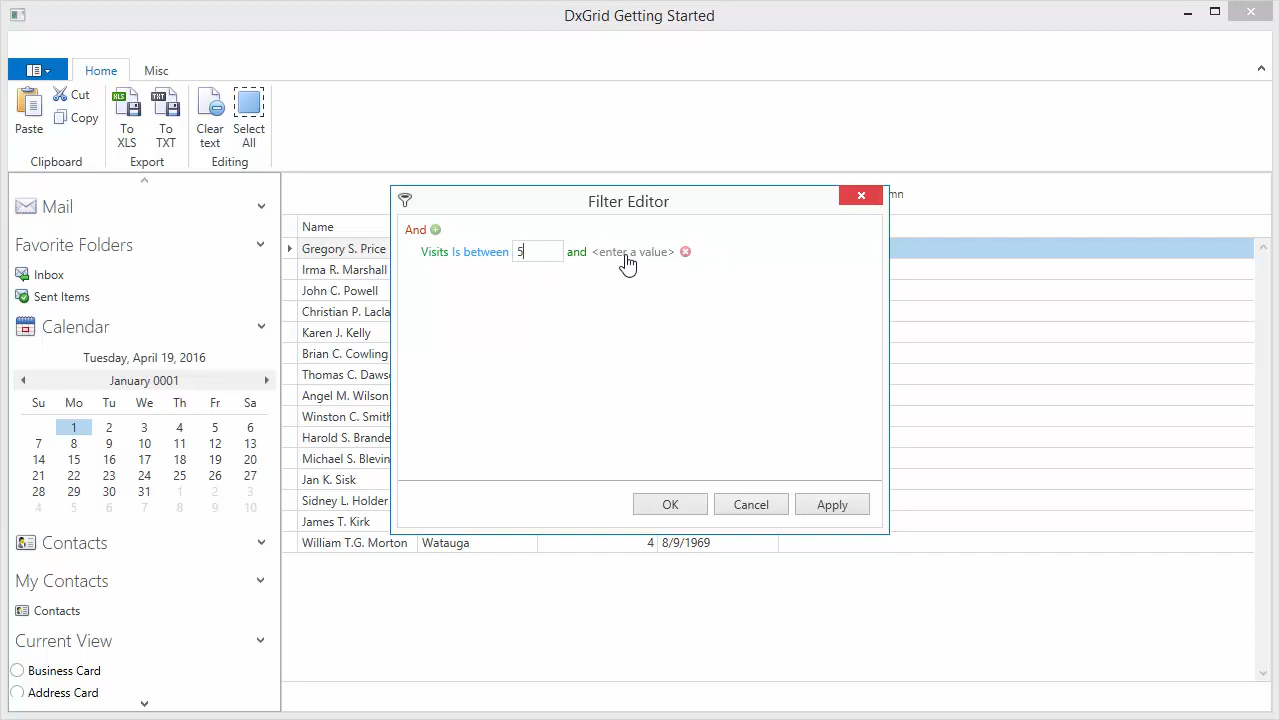 DxGrid Getting Started
Home Misc
Paste
Cut
Copy
Clipboard
XLS
To
XLS
TXT
To
TXT
Export
Clear
text
Select
All
Editing
Mail
Favorite Folders
Inbox
Sent Items
Calendar
Tuesday, April 19, 2016
January 0001
Su Mo Tu We Th Fr Sa
1 2 3 4 5 6
7 8 9 10 11 12 13
14 15 16 17 18 19 20
21 22 23 24 25 26 27
28 29 30 31 1 2 3
4 5 6 7 8 9 10
Contacts
My Contacts
Contacts
Current View
Business Card
Address Card
mn
Name
Gregory S. Price
Irma R. Marshall
John C. Powell
Christian P. Lacla
Karen J. Kelly
Brian C. Cowling
Thomas C. Daws
Angel M. Wilson
Winston C. Smith
Harold S. Brande
Michael S. Blevin
Jan K. Sisk
Sidney L. Holder
James T. Kirk
William T.G. Morton Watauga 4 8/9/1969
Filter Editor
And
Visits Is between 5 and <enter a value>
OK Cancel Apply